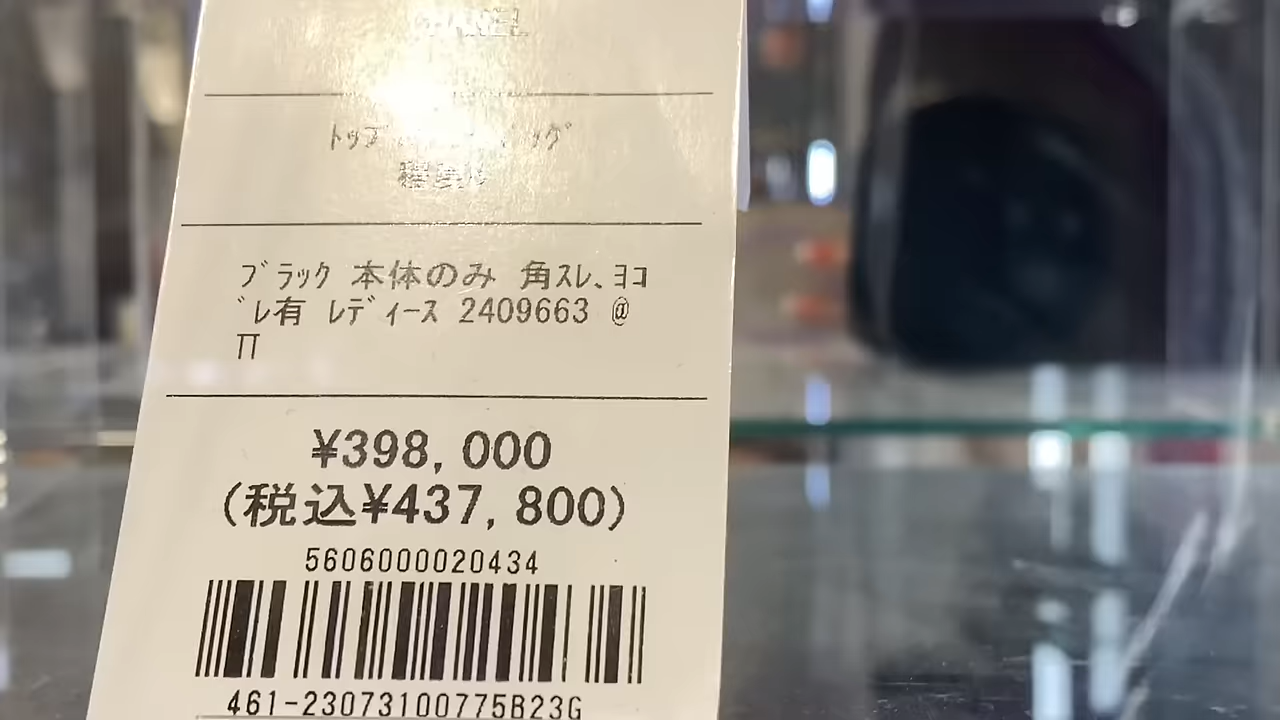 ﾌﾞﾗｯｸ 本体のみ 角ｽﾚ､ﾖｺ
ﾞﾚ有 ﾚﾃﾞｨｰｽ 2409663 @
TT
¥398,000
(税込¥437,800)
5606000020434
461-23073100775B23G